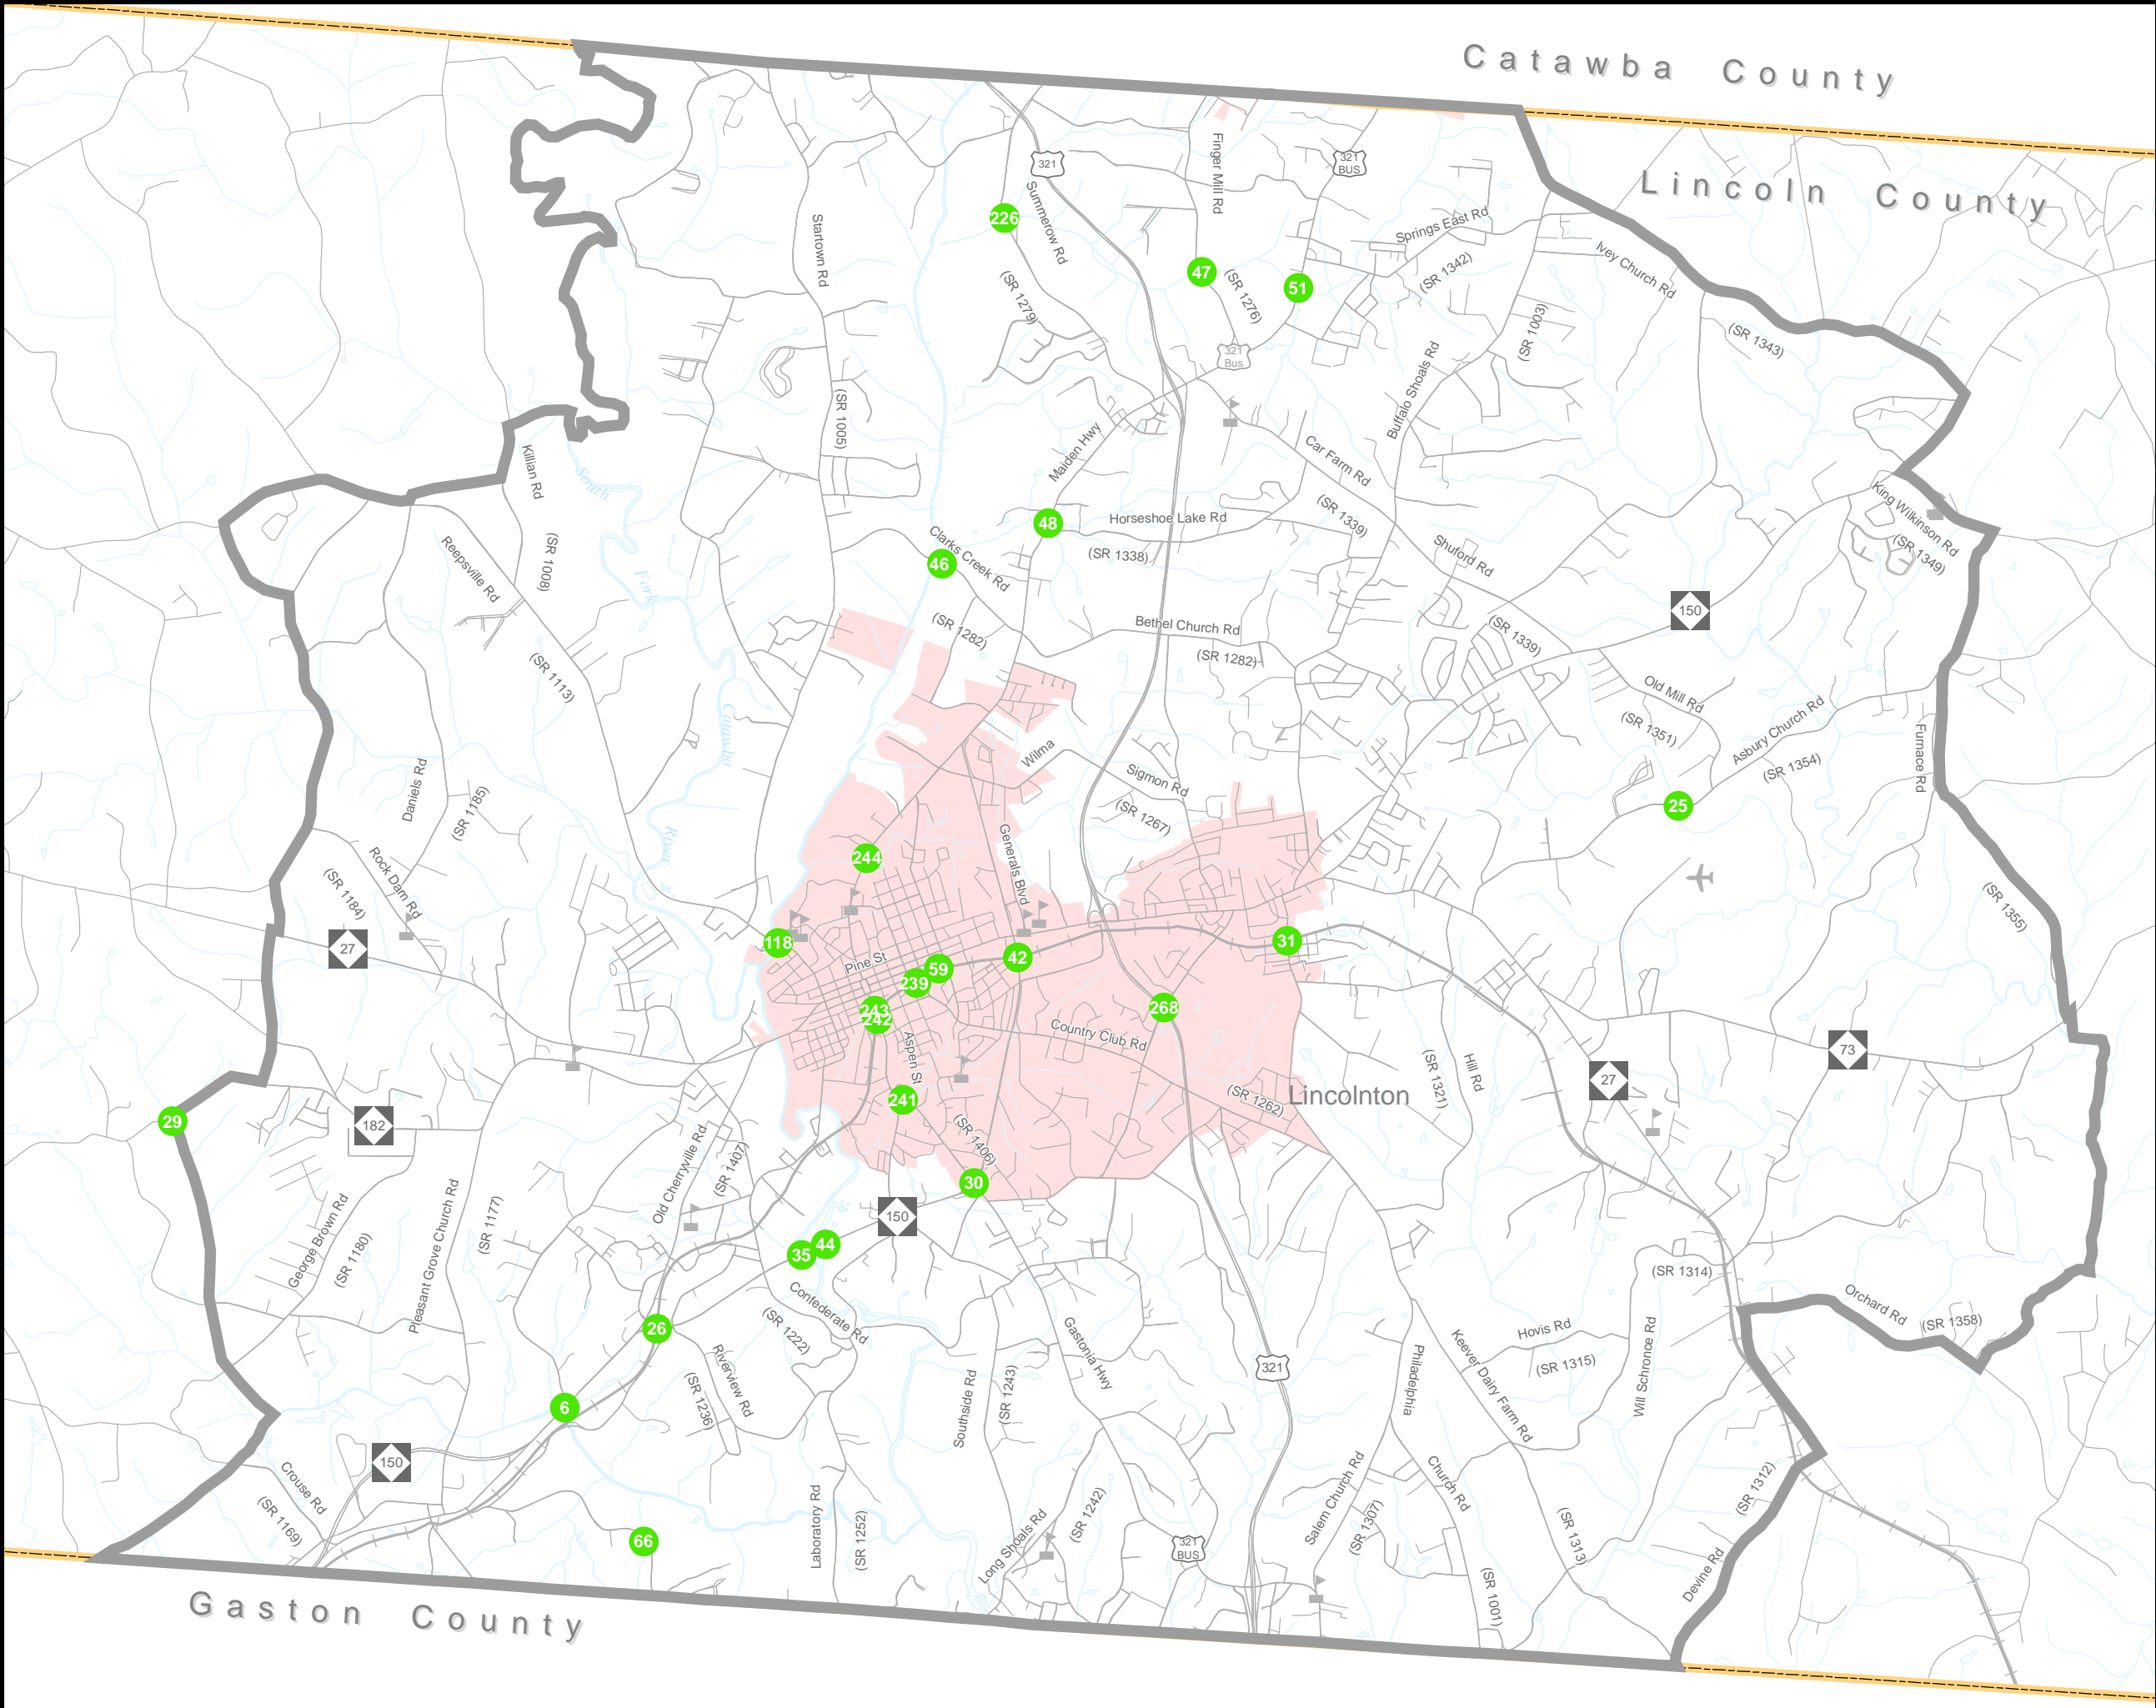 Catawba County
Lincoln County
321
321
BUS
Finger Mill Rd
Summerow Rd
Startown Rd
226
Springs East Rd
Ivey Church Rd
47
51
(SR 1279)
(SR 1276)
(SR 1342)
(SR 1003)
(SR 1343)
321
Bus
Buffalo Shoals Rd
(SR 1005)
Killian Rd
South
Maiden Hwy
Car Farm Rd
King Wilkinson Rd
(SR 1349)
48
Horseshoe Lake Rd
(SR 1339)
(SR 1338)
Reepsville Rd
(SR 1008)
Fork
46
Clarks Creek Rd
Shuford Rd
150
(SR 1282)
Bethel Church Rd
(SR 1282)
(SR 1339)
(SR 1113)
Catawba
Old Mill Rd
(SR 1351)
Asbury Church Rd
(SR 1354)
Furnace Rd
Wilma
Sigmon Rd
(SR 1267)
25
Daniels Rd
(SR 1185)
River
Rock Dam Rd
(SR 1184)
244
Generals Blvd
(SR 1355)
27
118
Pine St
59
239
42
31
243
242
268
Aspen St
Country Club Rd
73
(SR 1321)
Hill Rd
27
241
(SR 1262)
Lincolnton
29
182
(SR 1406)
Old Cherryville Rd
(SR 1407)
30
Pleasant Grove Church Rd
(SR 1177)
George Brown Rd
(SR 1180)
150
44
35
(SR 1314)
Confederate Rd
(SR 1222)
Orchard Rd
(SR 1358)
26
Hovis Rd
(SR 1315)
Gastonia Hwy
Keever Dairy Farm Rd
Will Schronce Rd
Riverview Rd
(SR 1236)
321
Philadelphia
Church Rd
Southside Rd
(SR 1243)
6
150
Crouse Rd
(SR 1169)
Salem Church Rd
(SR 1307)
(SR 1312)
Laboratory Rd
(SR 1252)
Long Shoals Rd
(SR 1242)
66
321
BUS
(SR 1313)
Devine Rd
(SR 1001)
Gaston County